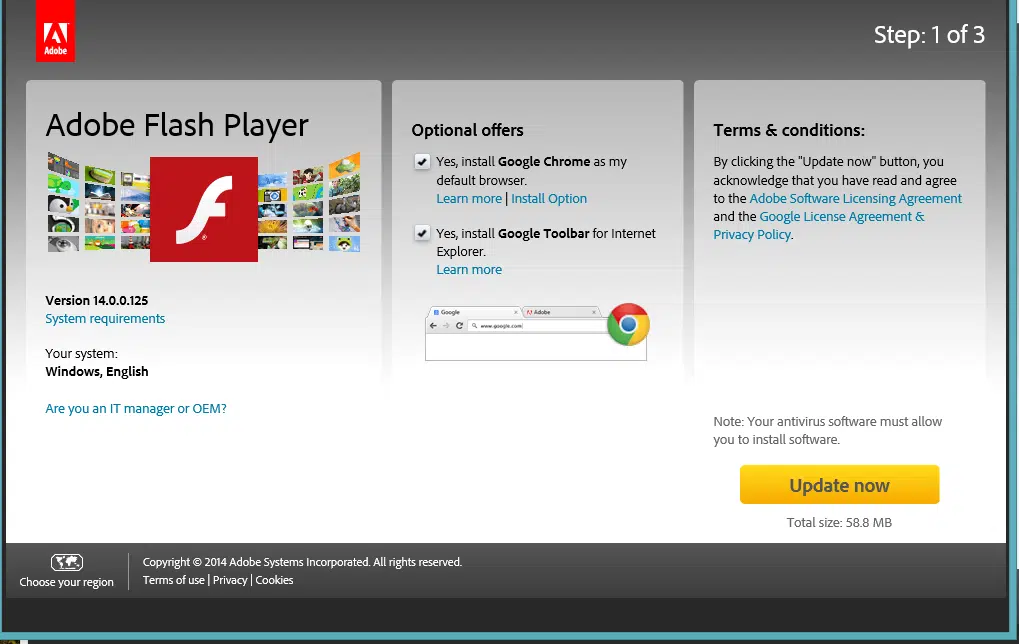 Adobe
Step: 1 of 3
Adobe Flash Player
Version 14.0.0.125
System requirements
Your system:
Windows, English
Are you an IT manager or OEM?
Optional offers
Yes, install Google Chrome as my
default browser.
Learn more | Install Option
Yes, install Google Toolbar for Internet
Explorer.
Learn more
Google
Adobe
www.google.com
Terms & conditions:
By clicking the "Update now" button, you
acknowledge that you have read and agree
to the Adobe Software Licensing Agreement
and the Google License Agreement &
Privacy Policy.
Note: Your antivirus software must allow
you to install software.
Update now
Total size: 58.8 MB
Choose your region
Copyright © 2014 Adobe Systems Incorporated. All rights reserved.
Terms of use | Privacy | Cookies